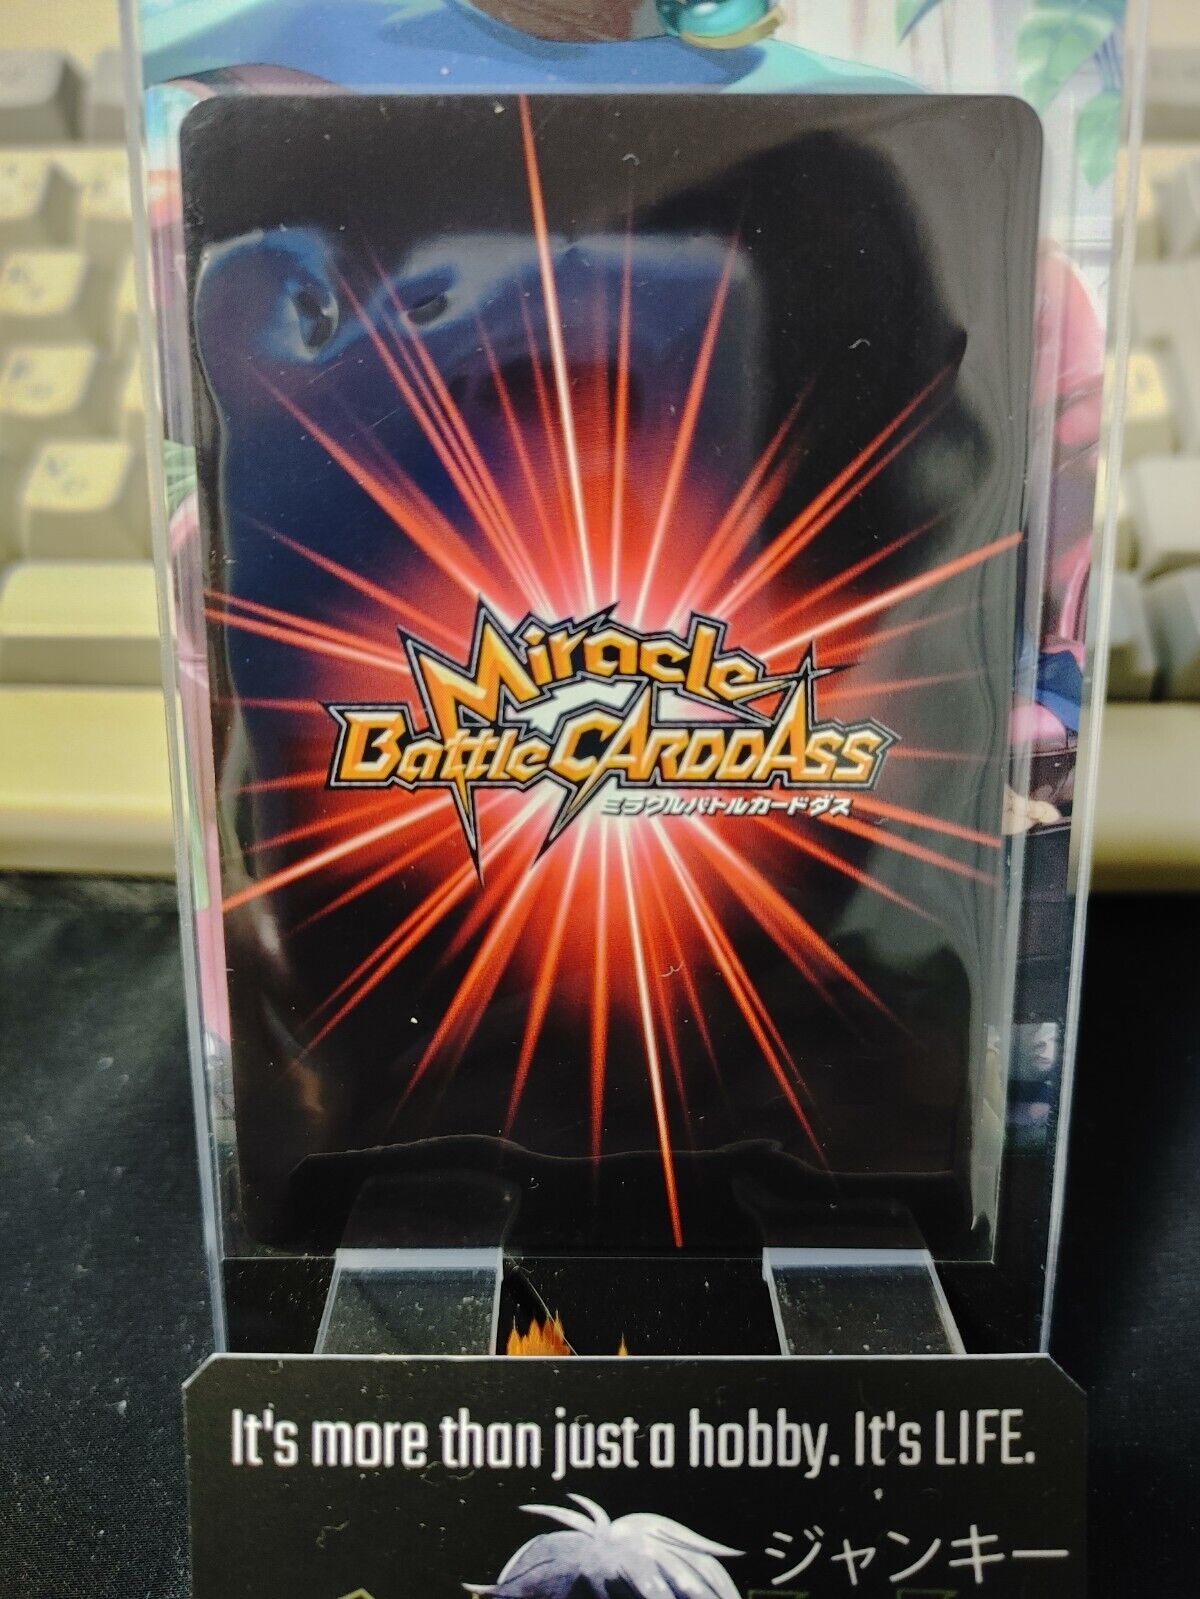 Miracle
Battle CARDDASS
ミラクルバトルカードダス
It's more than just a hobby. It's LIFE.
ジャンキー